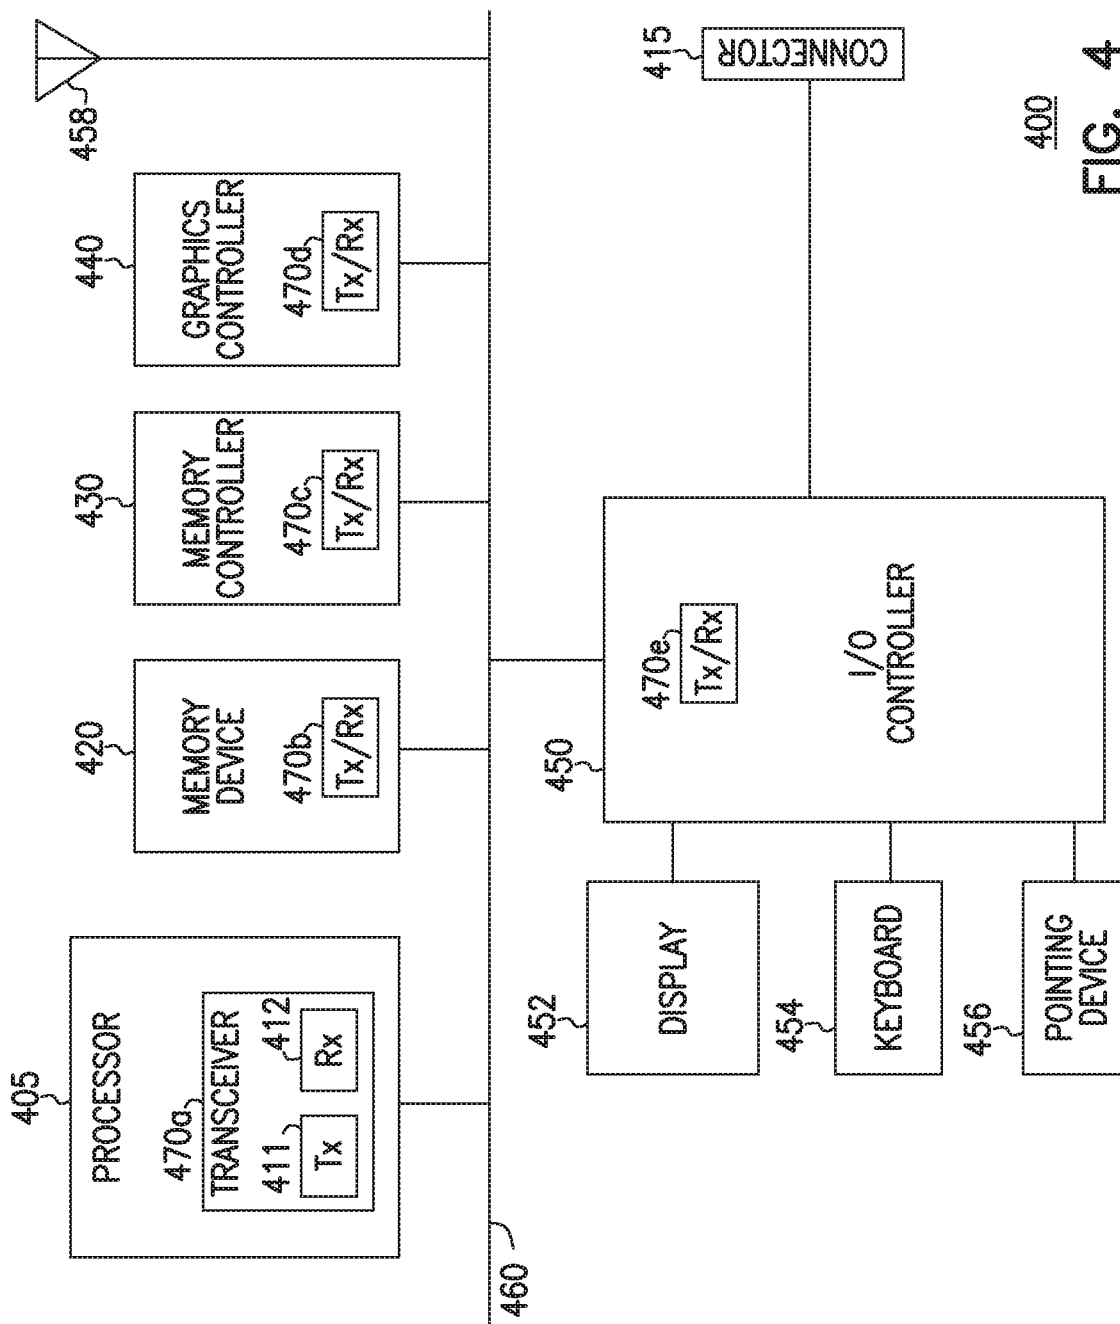 405
PROCESSOR
470a
TRANSCEIVER
411
412
Tx
Rx
420
MEMORY
DEVICE
470b
Tx/Rx
430
MEMORY
CONTROLLER
470c
Tx/Rx
440
GRAPHICS
CONTROLLER
470d
Tx/Rx
458
460
452
DISPLAY
454
KEYBOARD
456
POINTING
DEVICE
450
470e
Tx/Rx
I/O
CONTROLLER
415
CONNECTOR
400
FIG. 4